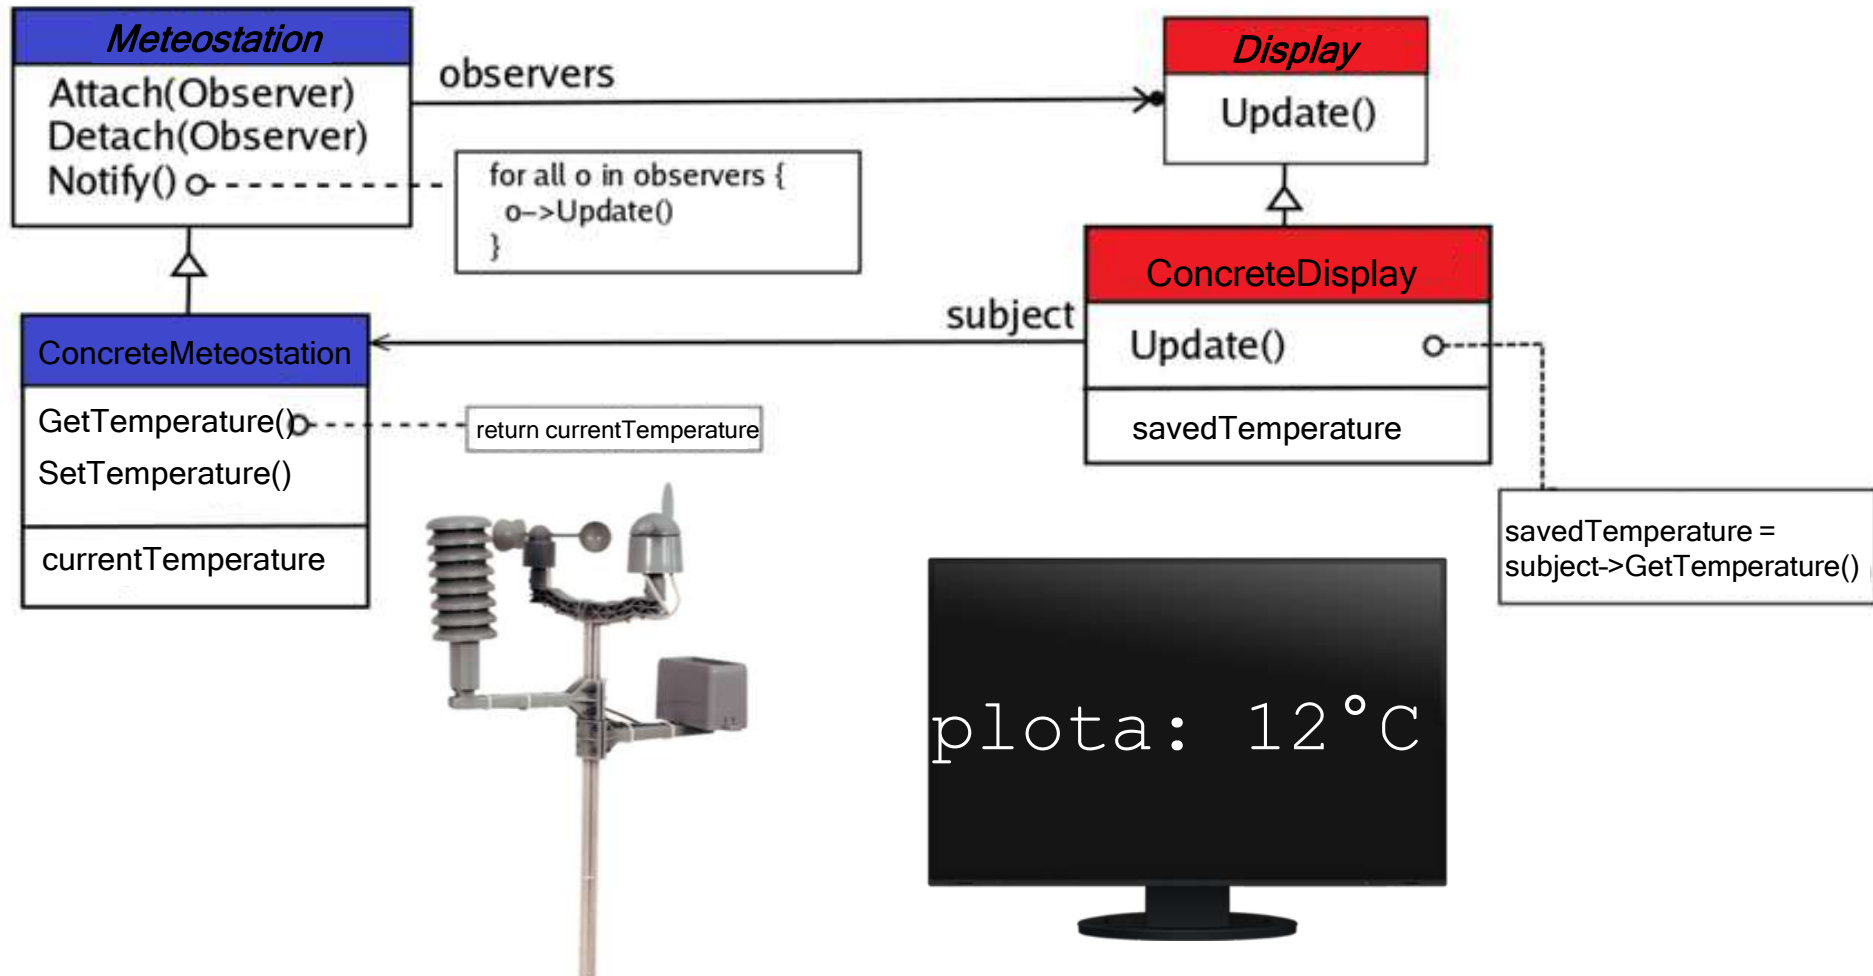 Meteostation
Attach(Observer)
Detach(Observer)
Notify()
observers
for all o in observers {
o->Update()
}
Display
Update()
ConcreteDisplay
Update()
savedTemperature
subject
ConcreteMeteostation
GetTemperature()
SetTemperature()
currentTemperature
return currentTemperature
savedTemperature =
subject->GetTemperature()
plota: 12°C